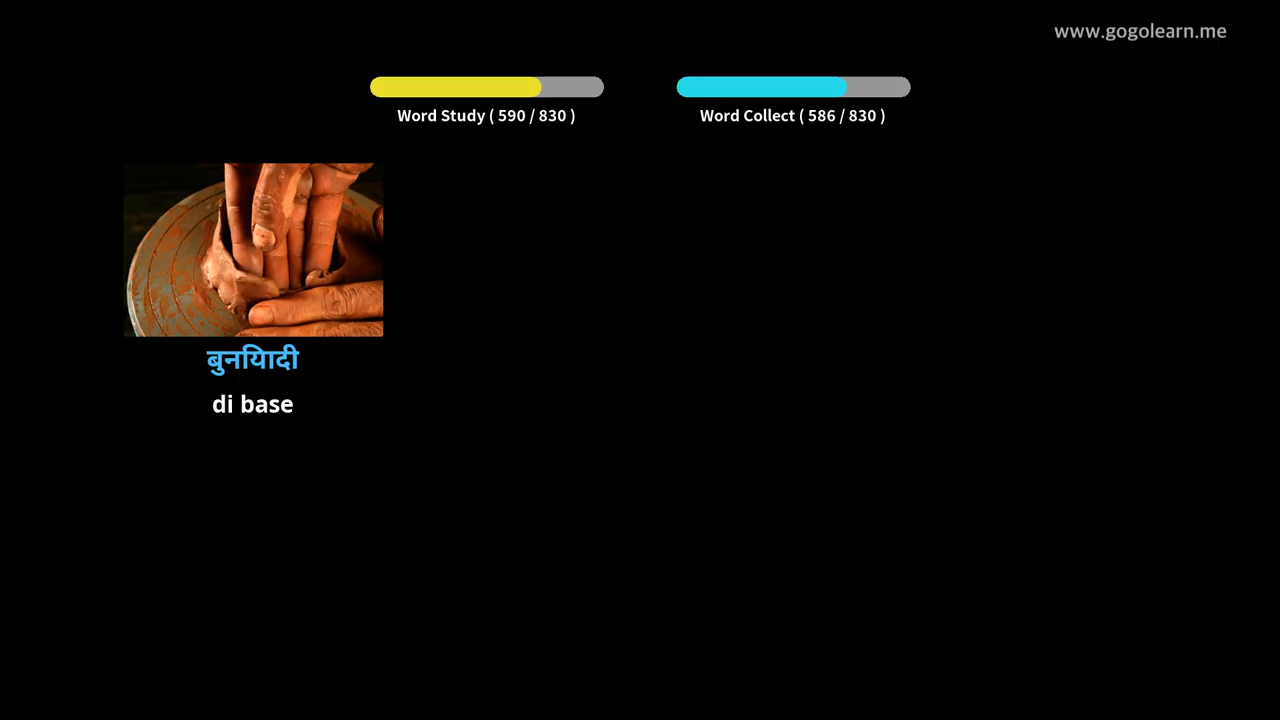 www.gogolearn.me
Word Study ( 590 / 830 )
Word Collect ( 586 / 830 )
बुनियादी
di base